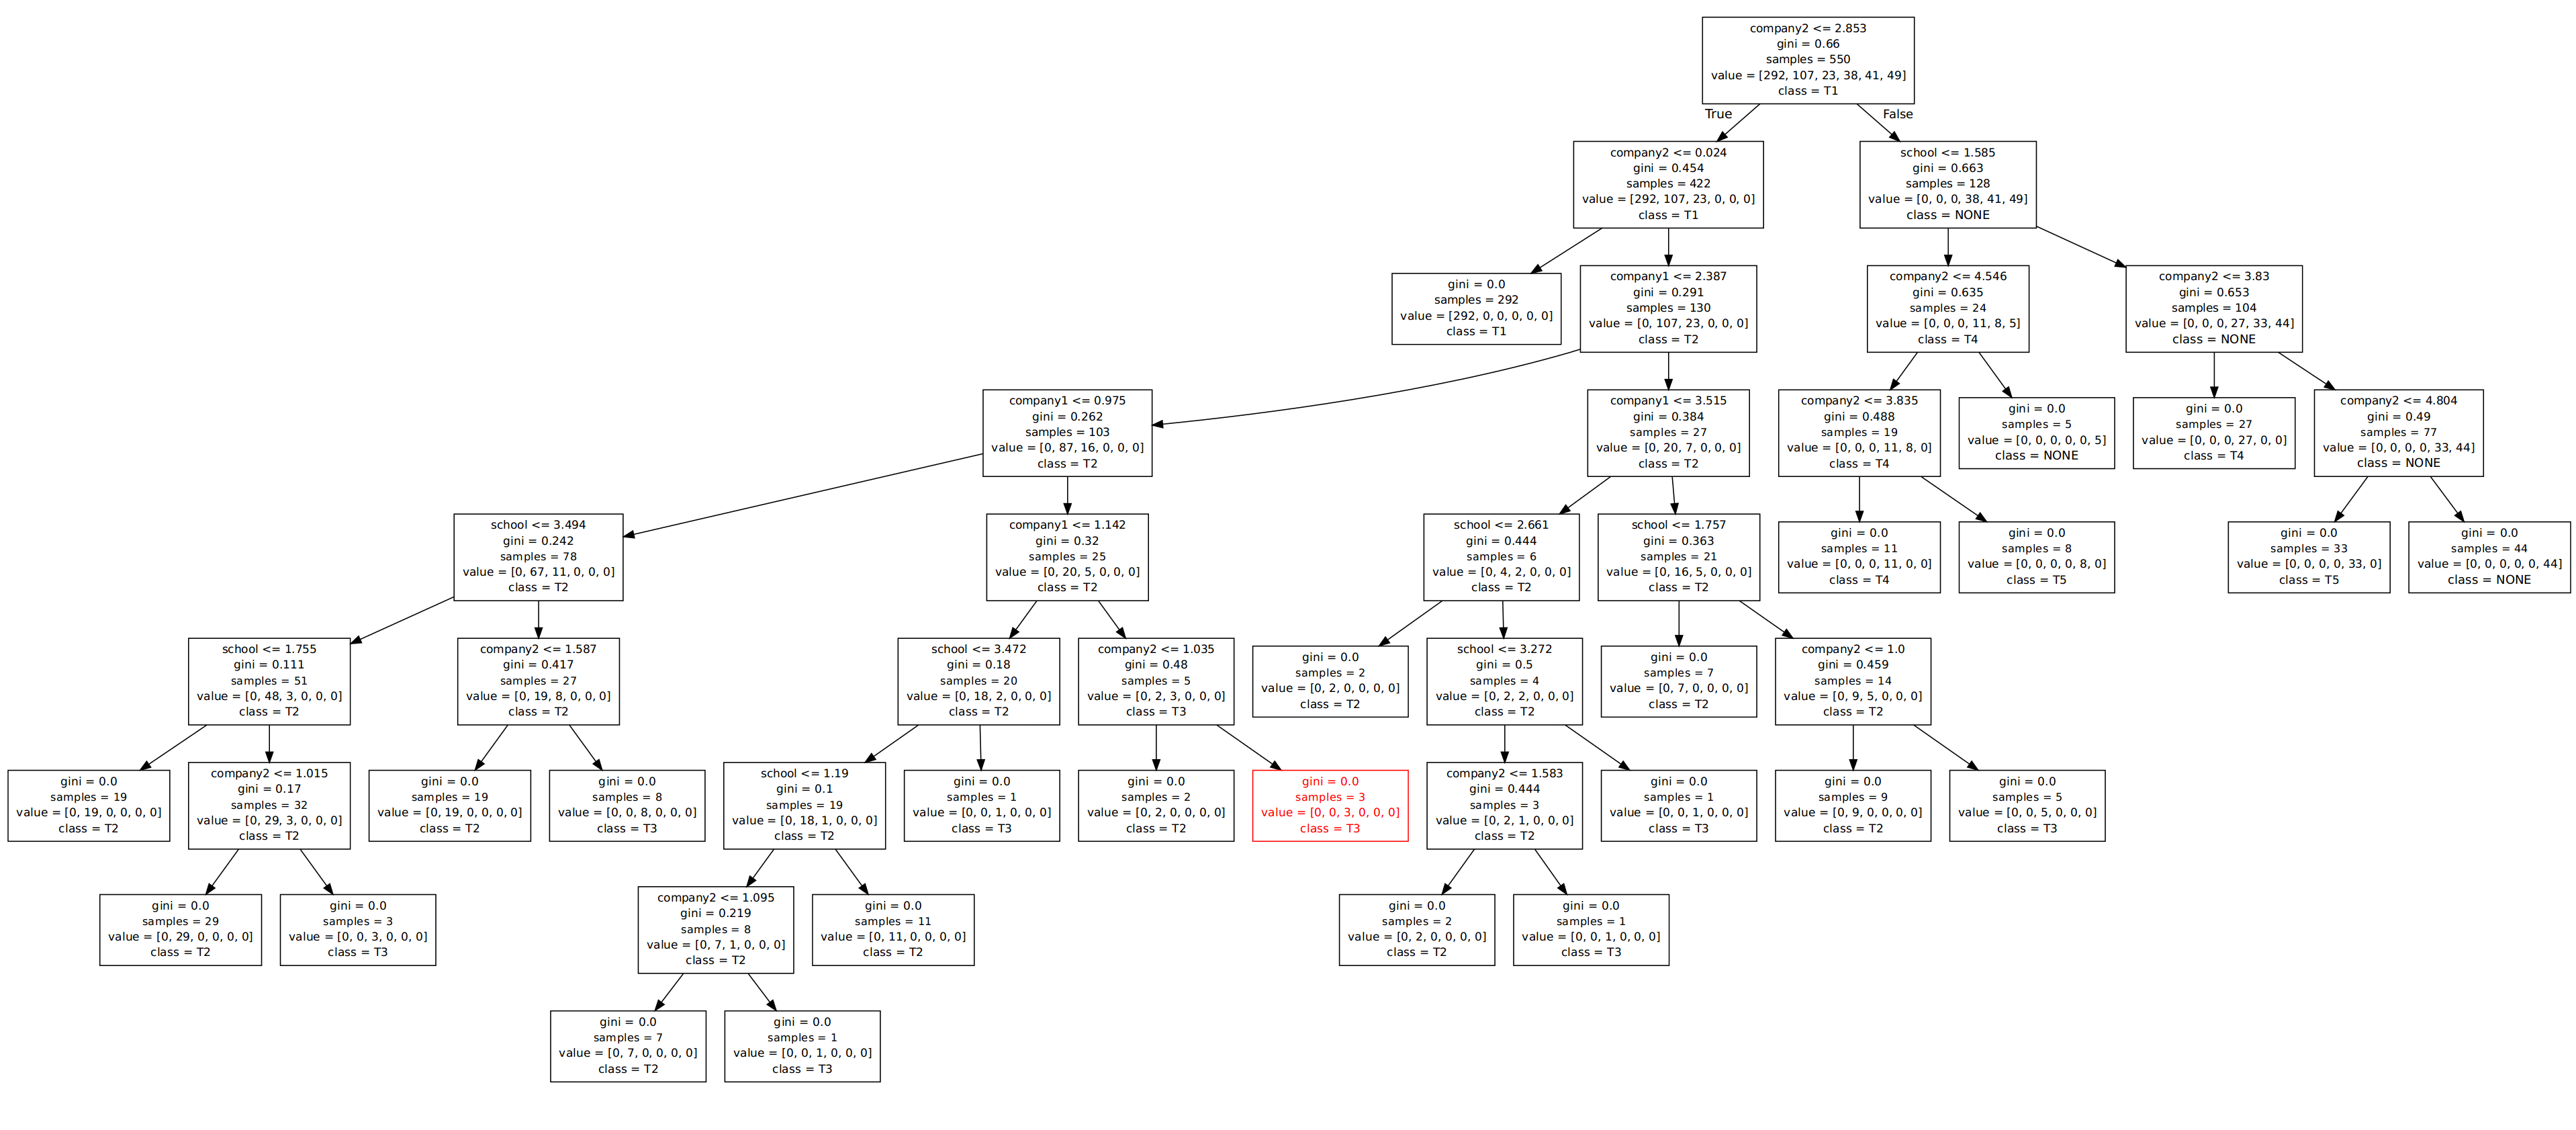 company2 <= 2.853
gini = 0.66
samples = 550
value = [292, 107, 23, 38, 41, 49]
class = T1
True
False
company2 <= 0.024
gini = 0.454
samples = 422
value = [292, 107, 23, 0, 0, 0]
class = T1
school <= 1.585
gini = 0.663
samples = 128
value = [0, 0, 0, 38, 41, 49]
class = NONE
gini = 0.0
samples = 292
value = [292, 0, 0, 0, 0, 0]
class = T1
company1 <= 2.387
gini = 0.291
samples = 130
value = [0, 107, 23, 0, 0, 0]
class = T2
company2 <= 4.546
gini = 0.635
samples = 24
value = [0, 0, 0, 11, 8, 5]
class = T4
company2 <= 3.83
gini = 0.653
samples = 104
value = [0, 0, 0, 27, 33, 44]
class = NONE
company1 <= 0.975
gini = 0.262
samples = 103
value = [0, 87, 16, 0, 0, 0]
class = T2
company1 <= 3.515
gini = 0.384
samples = 27
value = [0, 20, 7, 0, 0, 0]
class = T2
company2 <= 3.835
gini = 0.488
samples = 19
value = [0, 0, 0, 11, 8, 0]
class = T4
gini = 0.0
samples = 5
value = [0, 0, 0, 0, 0, 5]
class = NONE
gini = 0.0
samples = 27
value = [0, 0, 0, 27, 0, 0]
class = T4
company2 <= 4.804
gini = 0.49
samples = 77
value = [0, 0, 0, 0, 33, 44]
class = NONE
school <= 3.494
gini = 0.242
samples = 78
value = [0, 67, 11, 0, 0, 0]
class = T2
company1 <= 1.142
gini = 0.32
samples = 25
value = [0, 20, 5, 0, 0, 0]
class = T2
school <= 2.661
gini = 0.444
samples = 6
value = [0, 4, 2, 0, 0, 0]
class = T2
school <= 1.757
gini = 0.363
samples = 21
value = [0, 16, 5, 0, 0, 0]
class = T2
gini = 0.0
samples = 11
value = [0, 0, 0, 11, 0, 0]
class = T4
gini = 0.0
samples = 8
value = [0, 0, 0, 0, 8, 0]
class = T5
gini = 0.0
samples = 33
value = [0, 0, 0, 0, 33, 0]
class = T5
gini = 0.0
samples = 44
value = [0, 0, 0, 0, 0, 44]
class = NONE
school <= 1.755
gini = 0.111
samples = 51
value = [0, 48, 3, 0, 0, 0]
class = T2
company2 <= 1.587
gini = 0.417
samples = 27
value = [0, 19, 8, 0, 0, 0]
class = T2
school <= 3.472
gini = 0.18
samples = 20
value = [0, 18, 2, 0, 0, 0]
class = T2
company2 <= 1.035
gini = 0.48
samples = 5
value = [0, 2, 3, 0, 0, 0]
class = T3
gini = 0.0
samples = 2
value = [0, 2, 0, 0, 0, 0]
class = T2
school <= 3.272
gini = 0.5
samples = 4
value = [0, 2, 2, 0, 0, 0]
class = T2
gini = 0.0
samples = 7
value = [0, 7, 0, 0, 0, 0]
class = T2
company2 <= 1.0
gini = 0.459
samples = 14
value = [0, 9, 5, 0, 0, 0]
class = T2
gini = 0.0
samples = 19
value = [0, 19, 0, 0, 0, 0]
class = T2
company2 <= 1.015
gini = 0.17
samples = 32
value = [0, 29, 3, 0, 0, 0]
class = T2
gini = 0.0
samples = 19
value = [0, 19, 0, 0, 0, 0]
class = T2
gini = 0.0
samples = 8
value = [0, 0, 8, 0, 0, 0]
class = T3
school <= 1.19
gini = 0.1
samples = 19
value = [0, 18, 1, 0, 0, 0]
class = T2
gini = 0.0
samples = 1
value = [0, 0, 1, 0, 0, 0]
class = T3
gini = 0.0
samples = 2
value = [0, 2, 0, 0, 0, 0]
class = T2
gini = 0.0
samples = 3
value = [0, 0, 3, 0, 0, 0]
class = T3
company2 <= 1.583
gini = 0.444
samples = 3
value = [0, 2, 1, 0, 0, 0]
class = T2
gini = 0.0
samples = 1
value = [0, 0, 1, 0, 0, 0]
class = T3
gini = 0.0
samples = 9
value = [0, 9, 0, 0, 0, 0]
class = T2
gini = 0.0
samples = 5
value = [0, 0, 5, 0, 0, 0]
class = T3
gini = 0.0
samples = 29
value = [0, 29, 0, 0, 0, 0]
class = T2
gini = 0.0
samples = 3
value = [0, 0, 3, 0, 0, 0]
class = T3
company2 <= 1.095
gini = 0.219
samples = 8
value = [0, 7, 1, 0, 0, 0]
class = T2
gini = 0.0
samples = 11
value = [0, 11, 0, 0, 0, 0]
class = T2
gini = 0.0
samples = 2
value = [0, 2, 0, 0, 0, 0]
class = T2
gini = 0.0
samples = 1
value = [0, 0, 1, 0, 0, 0]
class = T3
gini = 0.0
samples = 7
value = [0, 7, 0, 0, 0, 0]
class = T2
gini = 0.0
samples = 1
value = [0, 0, 1, 0, 0, 0]
class = T3